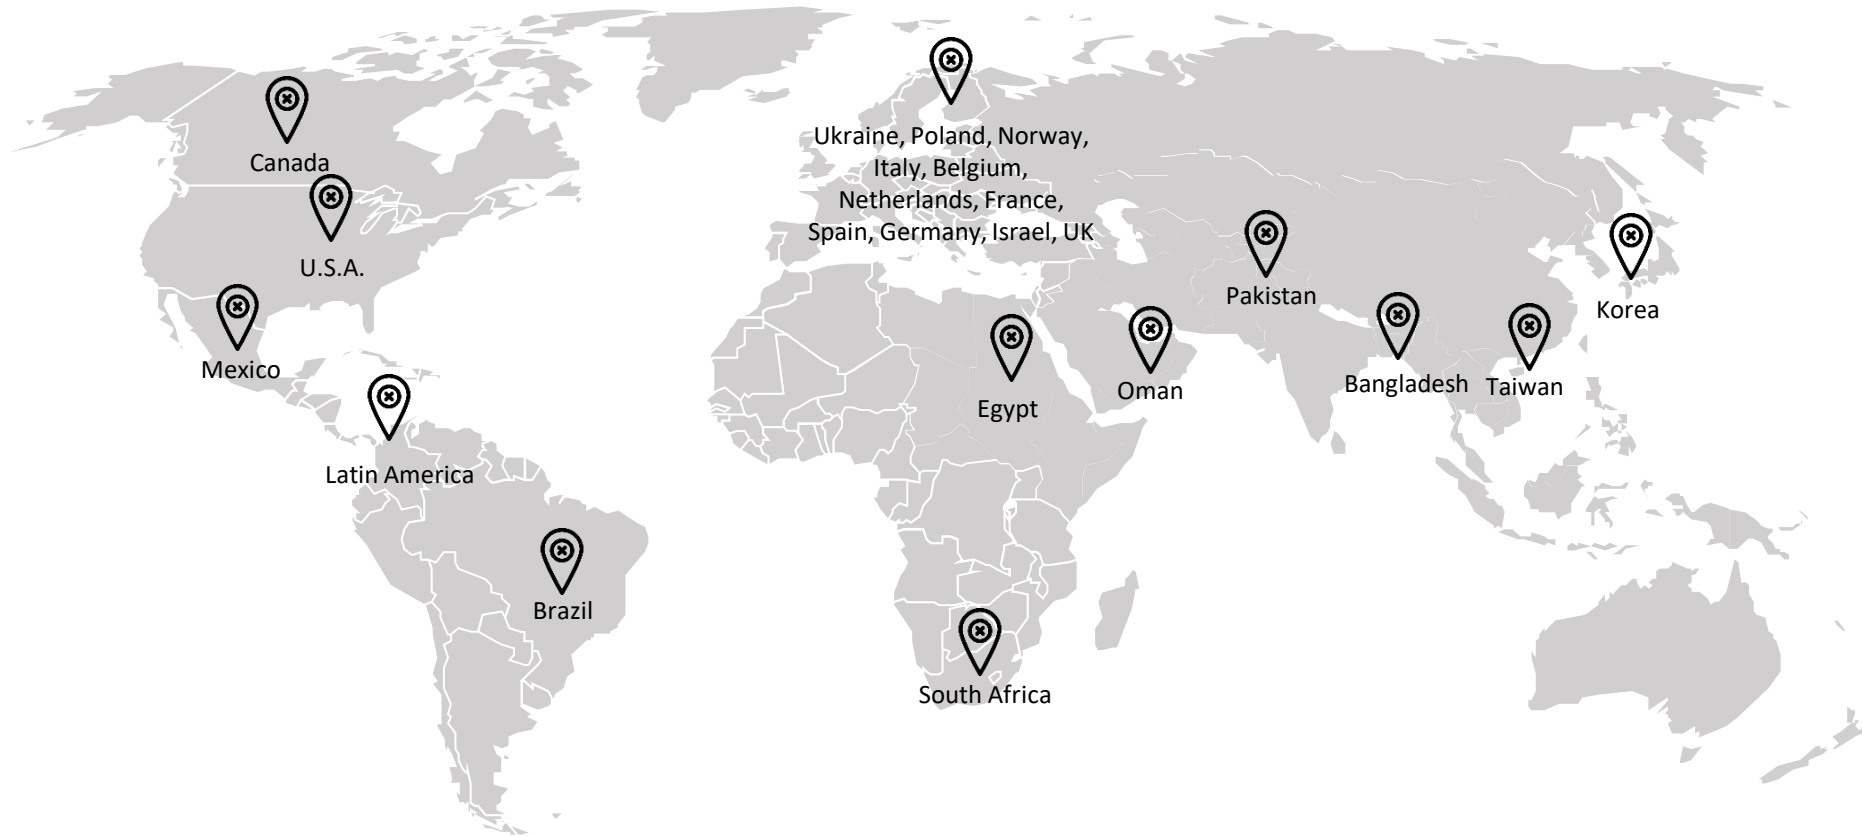 Ukraine, Poland, Norway,
Italy, Belgium,
Netherlands, France,
Spain, Germany, Israel, UK
Canada
U.S.A.
Mexico
Latin America
Brazil
Egypt
South Africa
Oman
Pakistan
Bangladesh
Taiwan
Korea